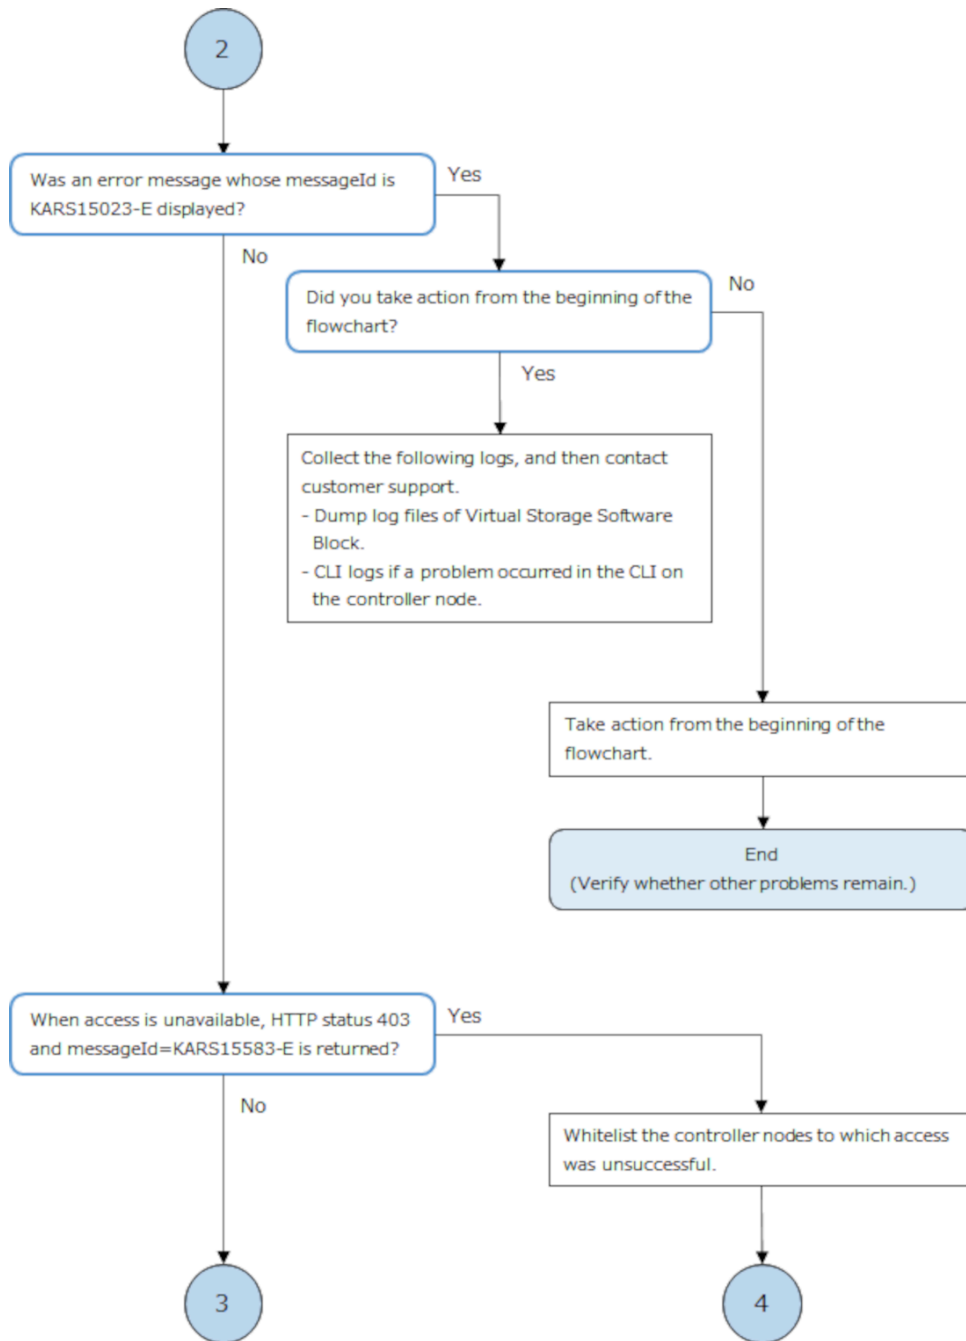 2
Was an error message whose messageId is
KARS15023-E displayed?
Yes
No
Did you take action from the beginning of the
flowchart?
No
Yes
Collect the following logs, and then contact
customer support.
- Dump log files of Virtual Storage Software
Block.
- CLI logs if a problem occurred in the CLI on
the controller node.
Take action from the beginning of the
flowchart.
End
(Verify whether other problems remain.)
When access is unavailable, HTTP status 403
and messageId=KARS15583-E is returned?
Yes
No
Whitelist the controller nodes to which access
was unsuccessful.
3
4